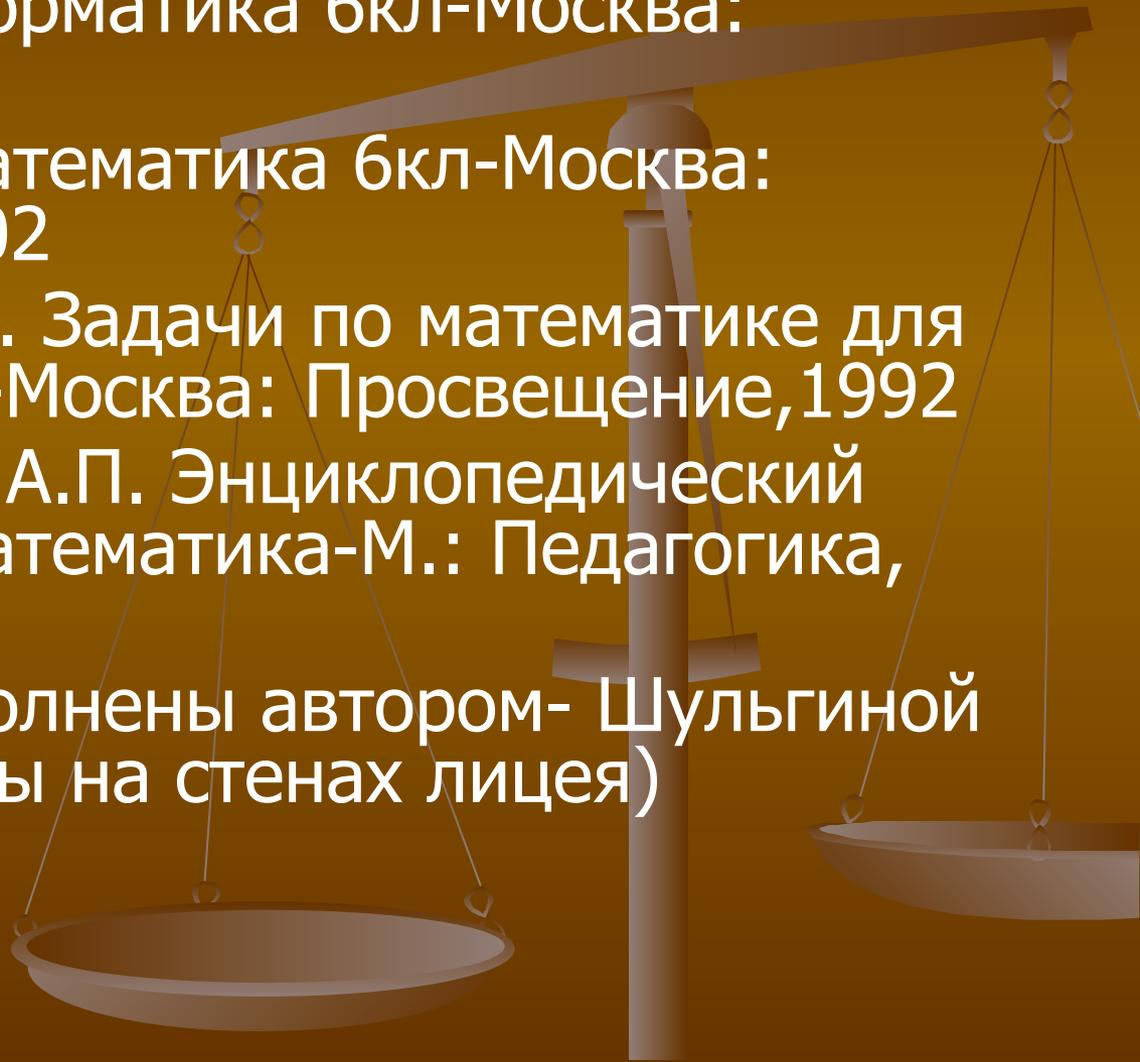 орматика 6кл-Москва:
атематика 6кл-Москва:
02
. Задачи по математике для
-Москва: Просвещение,1992
А.П. Энциклопедический
атематика-М.: Педагогика,
олнены автором- Шульгиной
ы на стенах лицея)